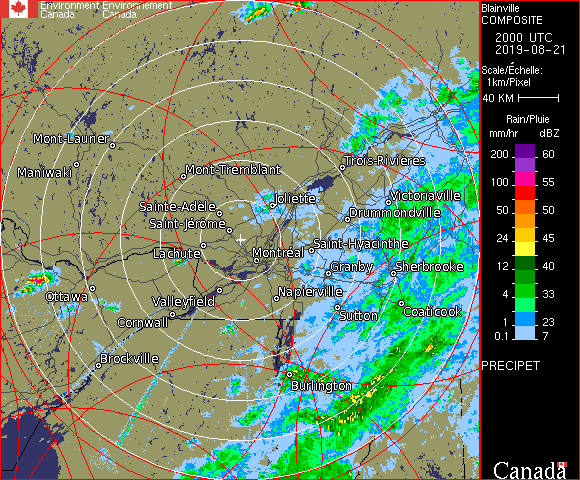 Environment Environnement
Canada Canada
Blainville
COMPOSITE
2000 UTC
2019-08-21
Scale/Échelle:
1km/Pixel
40 KM
Rain/Pluie
mm/hr dBZ
200 60
100 55
50 50
24 45
12 40
4 33
1 23
0.1 7
PRECIPET
Canada
Mont-Laurier
Maniwaki
Mont-Tremblant
Trois-Rivières
Joliette
Victoriaville
Sainte-Adèle
Drummondville
Saint-Jérôme
Saint-Hyacinthe
Lachute
Montréal
Granby
Sherbrooke
Ottawa
Valleyfield
Napierville
Coaticook
Sutton
Cornwall
Brockville
Burlington